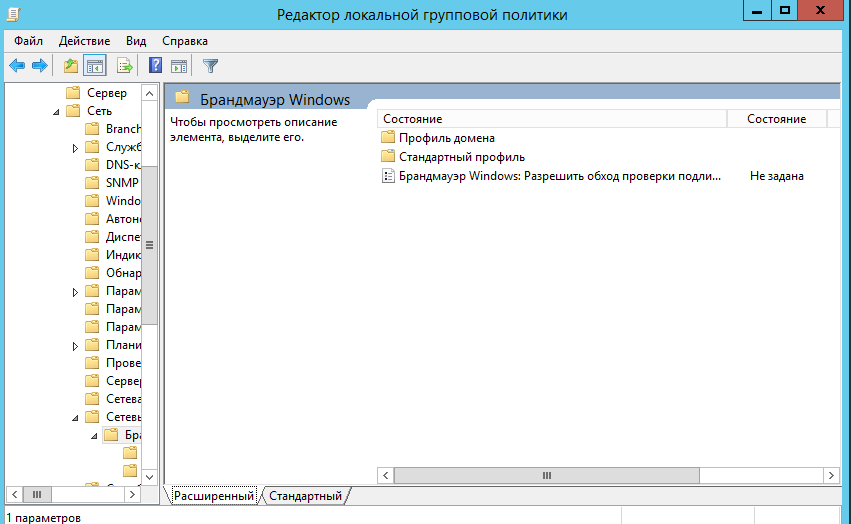 Редактор локальной групповой политики
Файл Действие Вид Справка
Сервер
Сеть
Branch
Служб
DNS-к
SNMP
Windo
Автон
Диспе
Индик
Обнар
Парам
Парам
Парам
Плани
Прове
Сервер
Сетева
Сетевь
Бра
Брандмауэр Windows
Чтобы просмотреть описание
элемента, выделите его.
Состояние Состояние
Профиль домена
Стандартный профиль
Брандмауэр Windows: Разрешить обход проверки подли... Не задана
Расширенный Стандартный
1 параметров